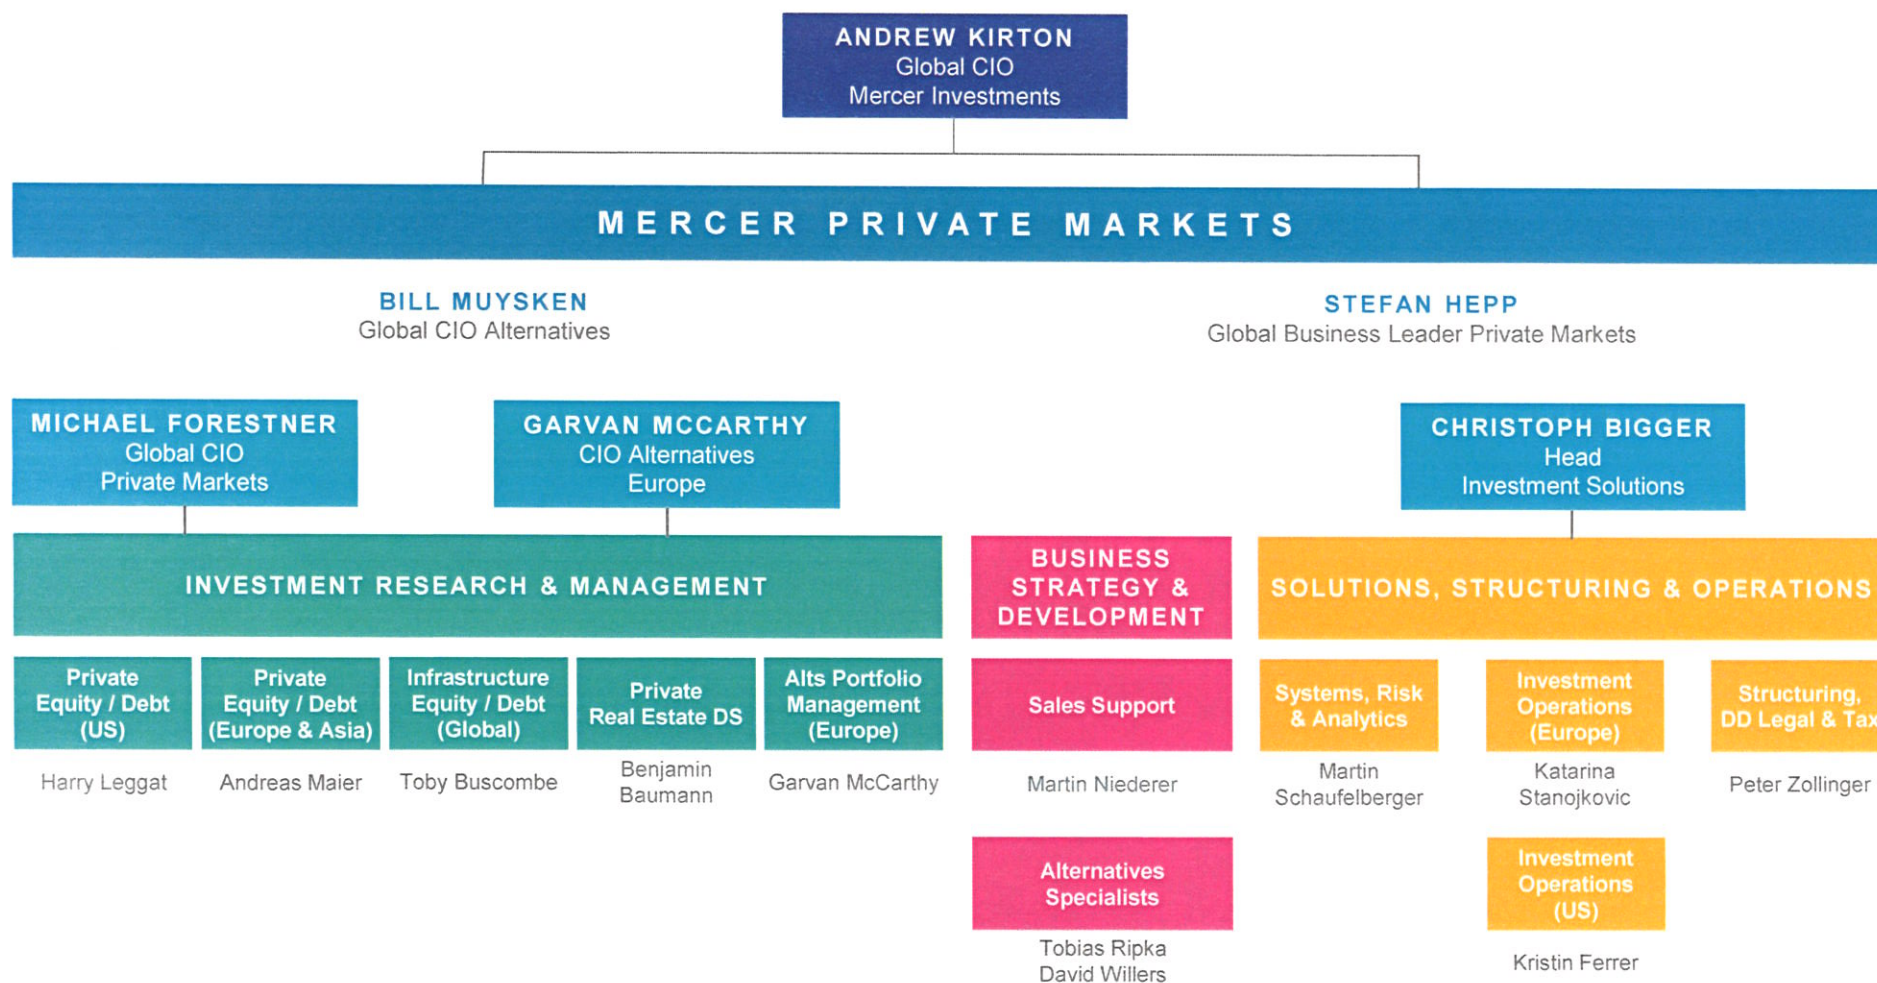 ANDREW KIRTON
Global CIO
Mercer Investments
MERCER PRIVATE MARKETS
BILL MUYSKEN
Global CIO Alternatives
STEFAN HEPP
Global Business Leader Private Markets
MICHAEL FORESTNER
Global CIO
Private Markets
GARVAN MCCARTHY
CIO Alternatives
Europe
CHRISTOPH BIGGER
Head
Investment Solutions
INVESTMENT RESEARCH & MANAGEMENT
BUSINESS
STRATEGY &
DEVELOPMENT
SOLUTIONS, STRUCTURING & OPERATIONS
Private
Equity / Debt
(US)
Harry Leggat
Private
Equity / Debt
(Europe & Asia)
Andreas Maier
Infrastructure
Equity / Debt
(Global)
Toby Buscombe
Private
Real Estate DS
Benjamin
Baumann
Alts Portfolio
Management
(Europe)
Garvan McCarthy
Sales Support
Martin Niederer
Alternatives
Specialists
Tobias Ripka
David Willers
Systems, Risk
& Analytics
Martin
Schaufelberger
Investment
Operations
(Europe)
Katarina
Stanojkovic
Investment
Operations
(US)
Kristin Ferrer
Structuring,
DD Legal & Tax
Peter Zollinger